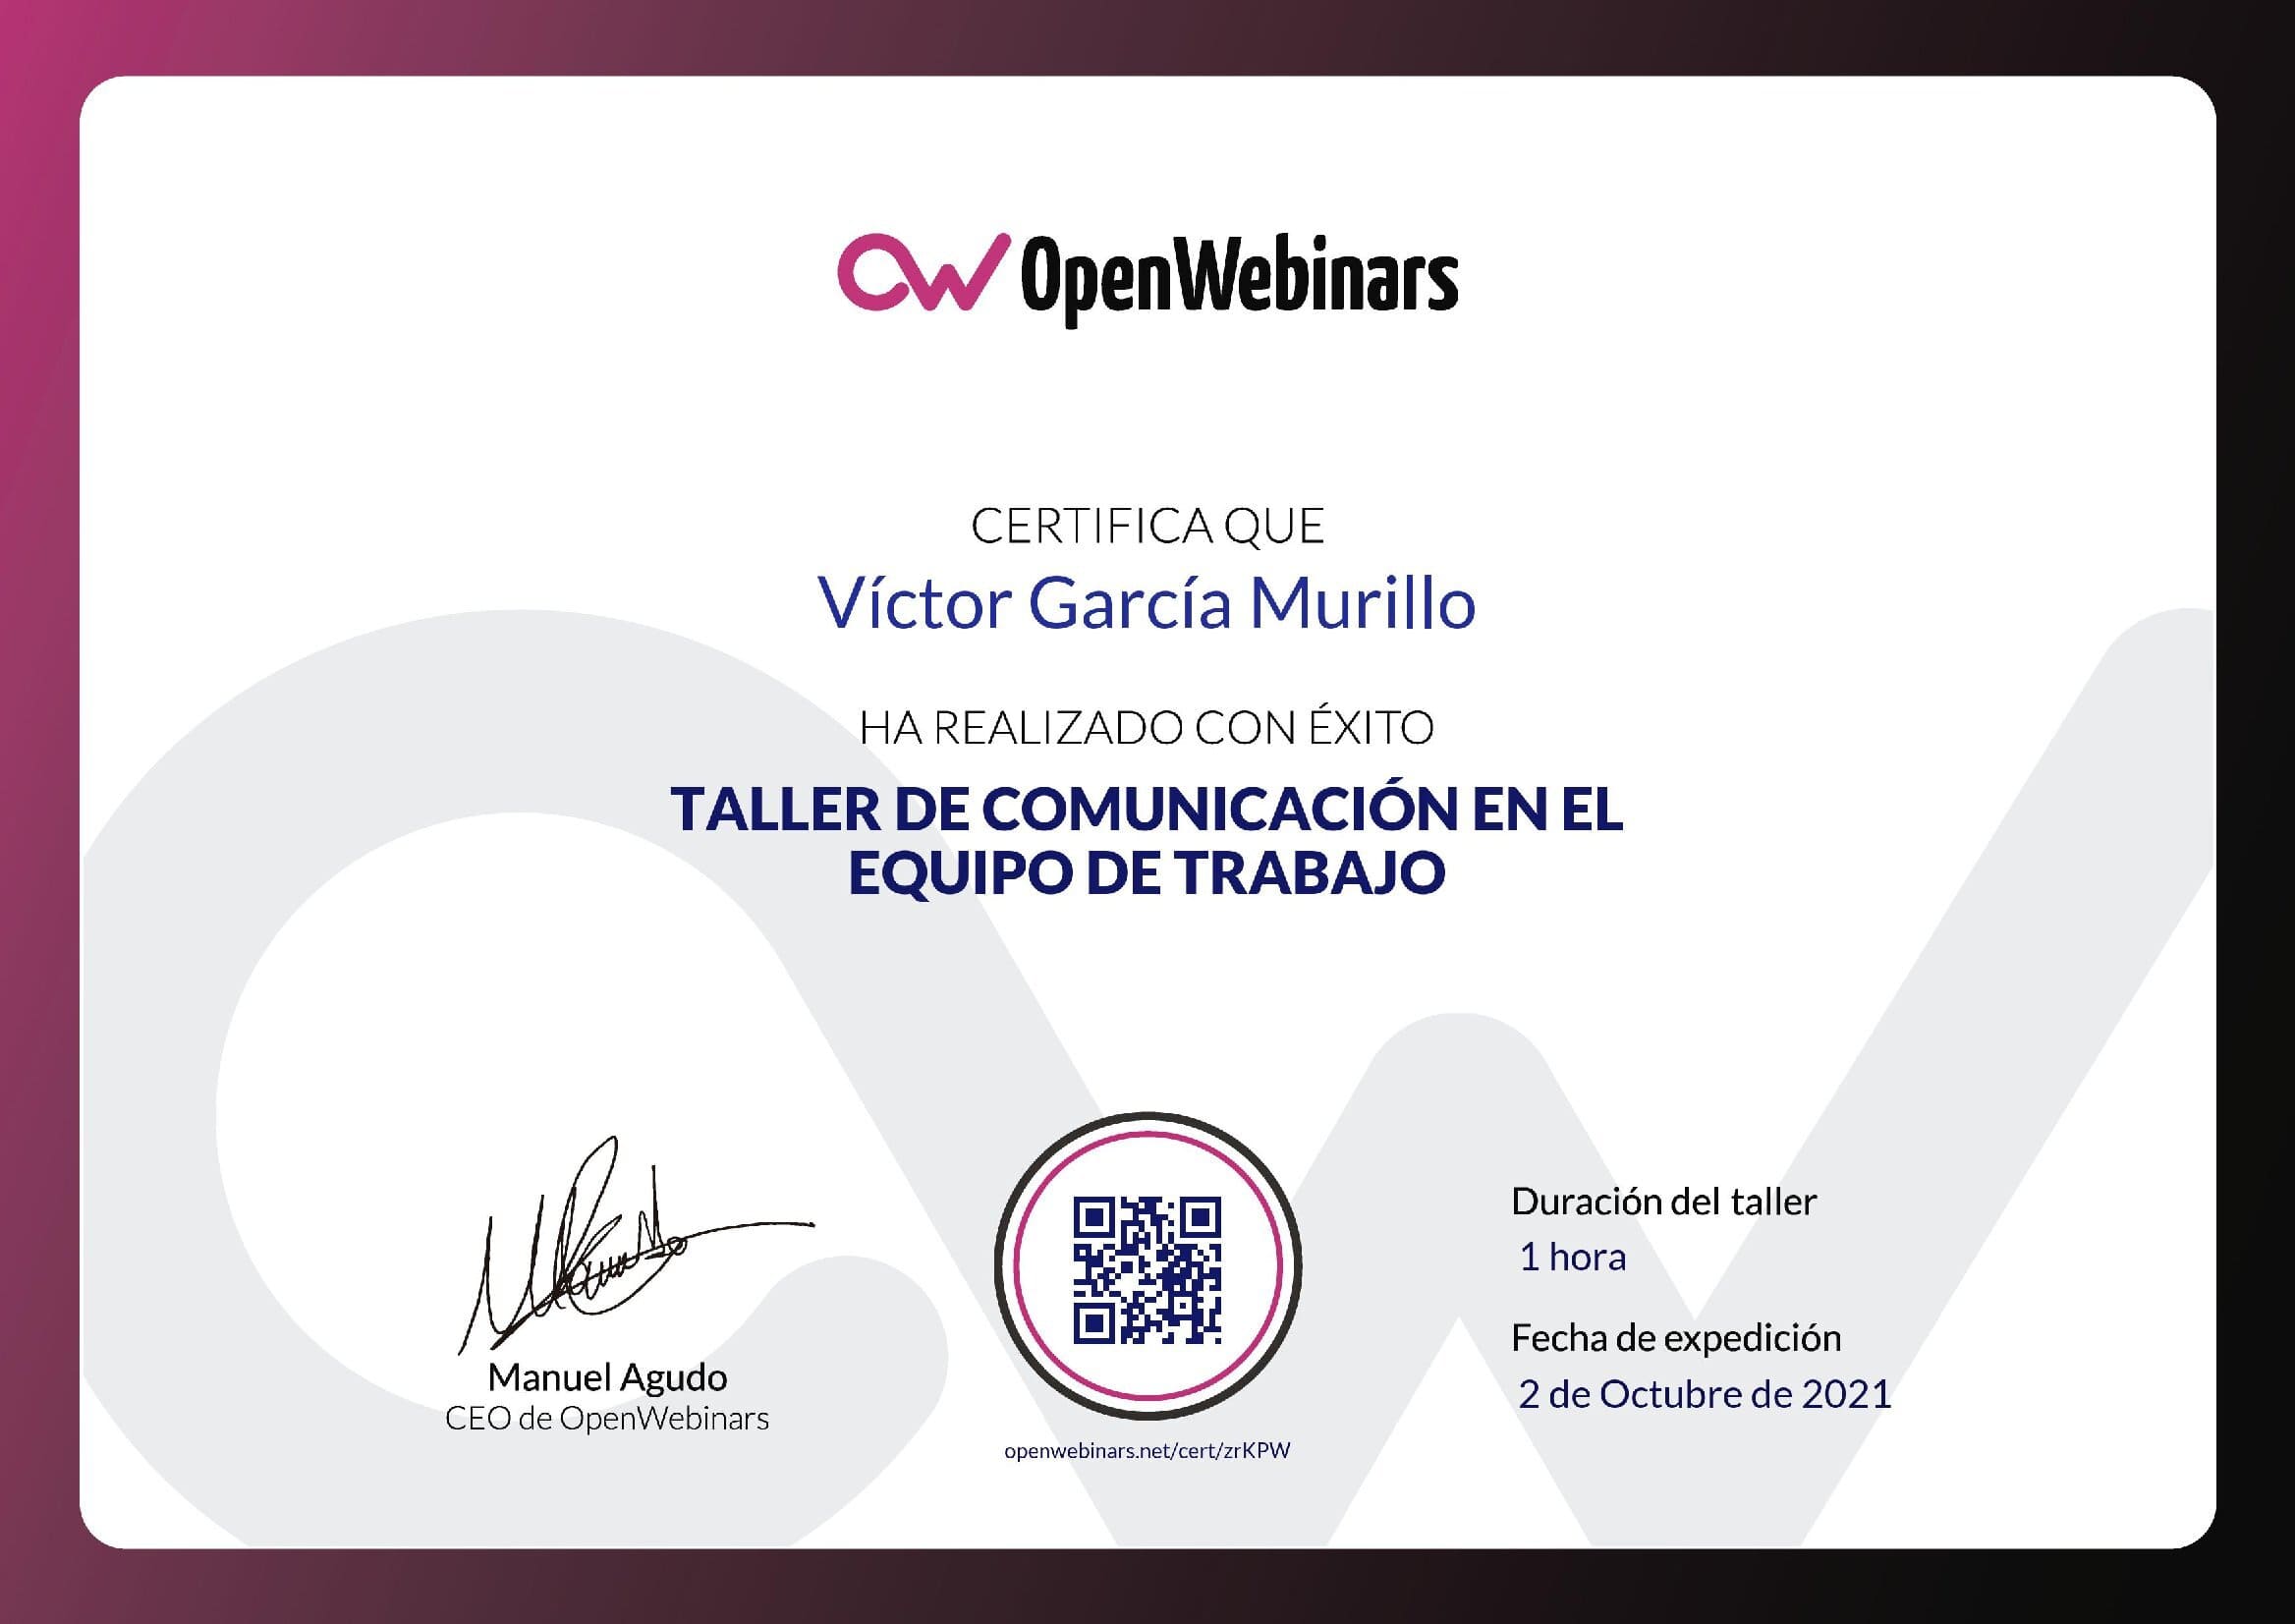 OpenWebinars
CERTIFICA QUE
Víctor García Murillo
HA REALIZADO CON ÉXITO
TALLER DE COMUNICACIÓN EN EL
EQUIPO DE TRABAJO
Manuel Agudo
CEO de OpenWebinars
openwebinars.net/cert/zrKPW
Duración del taller
1 hora
Fecha de expedición
2 de Octubre de 2021